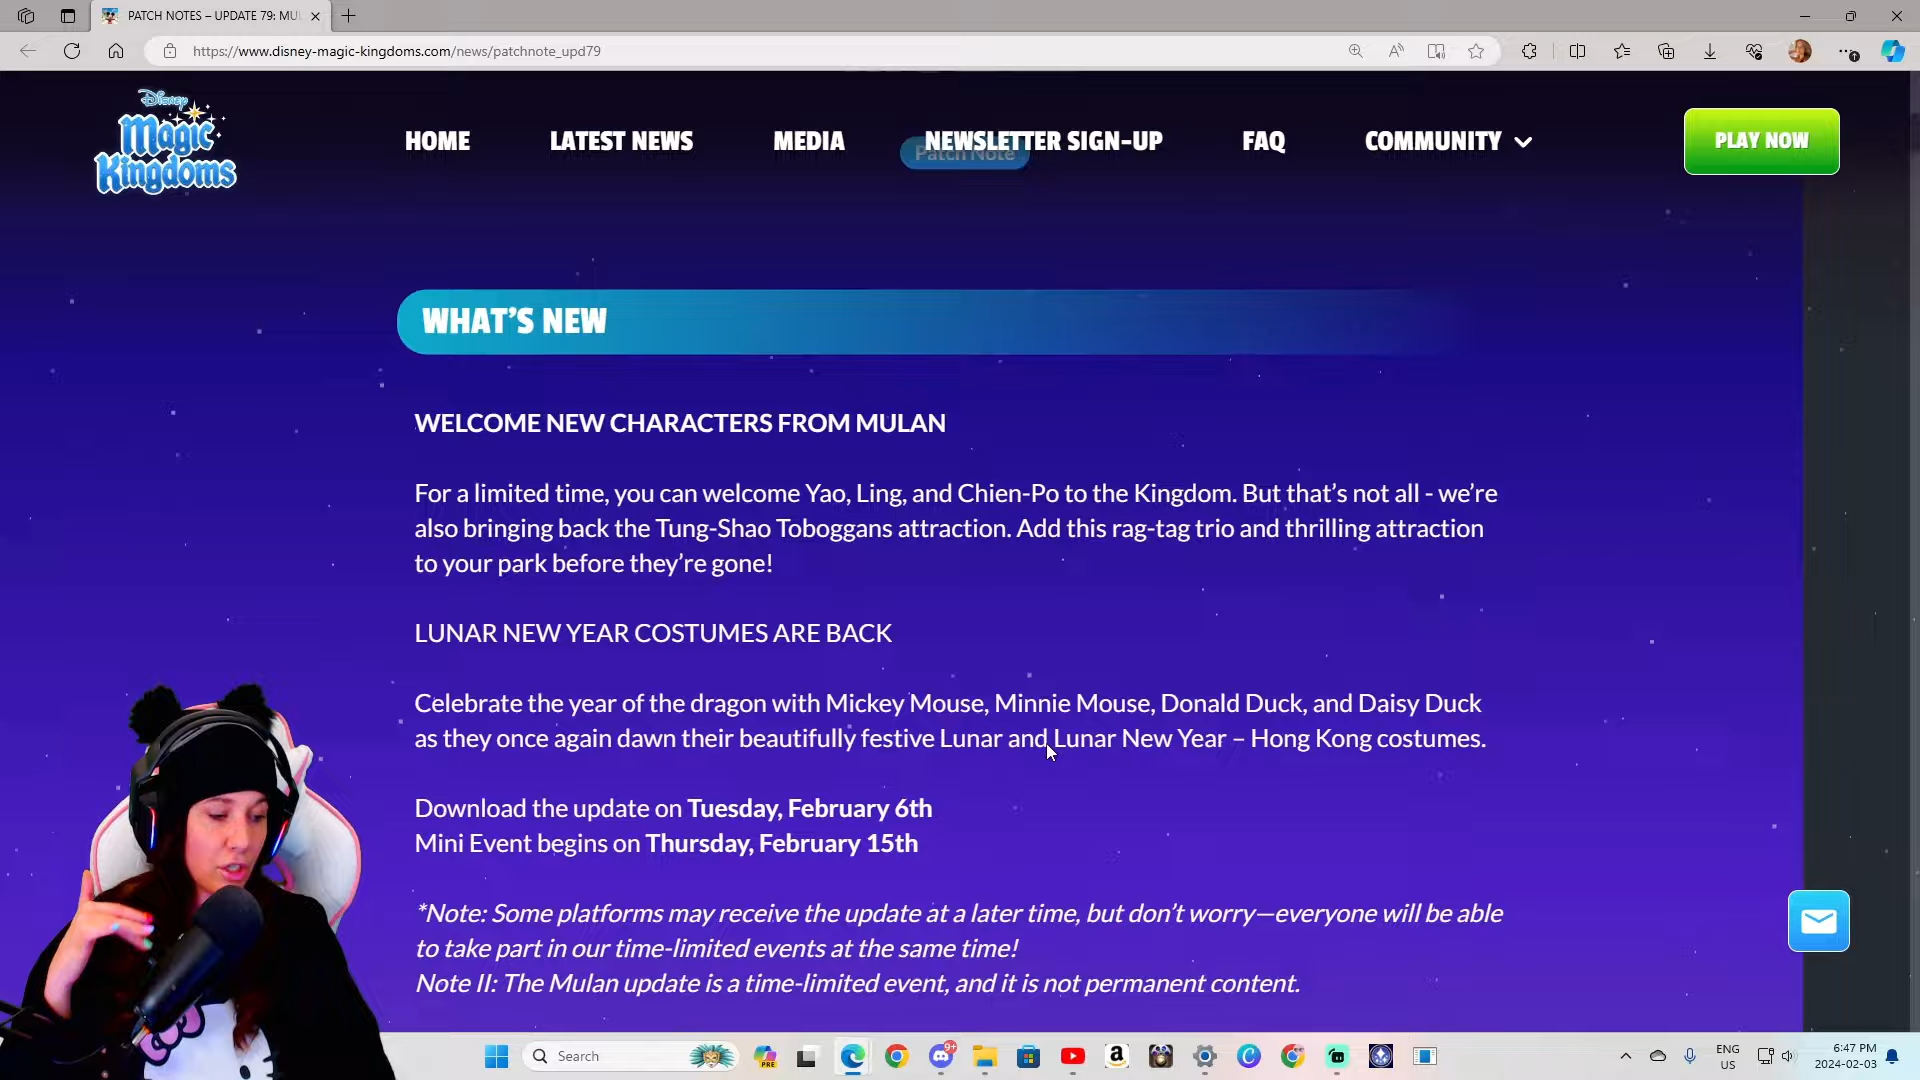 PATCH NOTES – UPDATE 79: MUL
https://www.disney-magic-kingdoms.com/news/patchnote_upd79
Disney
Magic
Kingdoms
HOME
LATEST NEWS
MEDIA
NEWSLETTER SIGN-UP
FAQ
COMMUNITY
PLAY NOW
Patch Note
WHAT'S NEW
WELCOME NEW CHARACTERS FROM MULAN
For a limited time, you can welcome Yao, Ling, and Chien-Po to the Kingdom. But that's not all - we're
also bringing back the Tung-Shao Toboggans attraction. Add this rag-tag trio and thrilling attraction
to your park before they're gone!
LUNAR NEW YEAR COSTUMES ARE BACK
Celebrate the year of the dragon with Mickey Mouse, Minnie Mouse, Donald Duck, and Daisy Duck
as they once again dawn their beautifully festive Lunar and Lunar New Year – Hong Kong costumes.
Download the update on Tuesday, February 6th
Mini Event begins on Thursday, February 15th
*Note: Some platforms may receive the update at a later time, but don't worry—everyone will be able
to take part in our time-limited events at the same time!
Note II: The Mulan update is a time-limited event, and it is not permanent content.
Search
PRE
9+
a
ENG
US
6:47 PM
2024-02-03